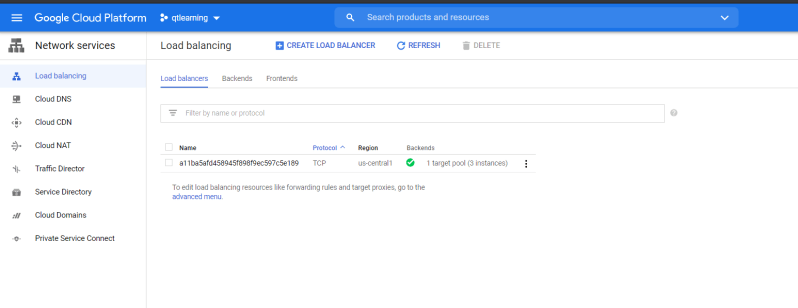 Google Cloud Platform
qtlearning
Search products and resources
Network services
Load balancing
CREATE LOAD BALANCER
REFRESH
DELETE
Load balancing
Cloud DNS
Cloud CDN
Cloud NAT
Traffic Director
Service Directory
Cloud Domains
Private Service Connect
Load balancers
Backends
Frontends
Filter by name or protocol
Name
Protocol
Region
Backends
a11ba5afd458945f898f9ec597c5e189
TCP
us-central1
1 target pool (3 instances)
To edit load balancing resources like forwarding rules and target proxies, go to the
advanced menu.